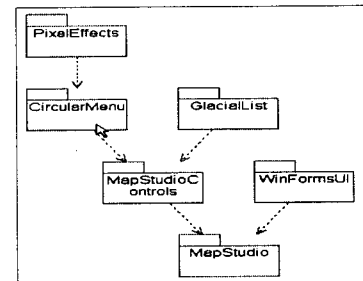 PixelEffects
CircularMenu
GlacialList
MapStudioC
ontrols
WinFormsUI
MapStudio